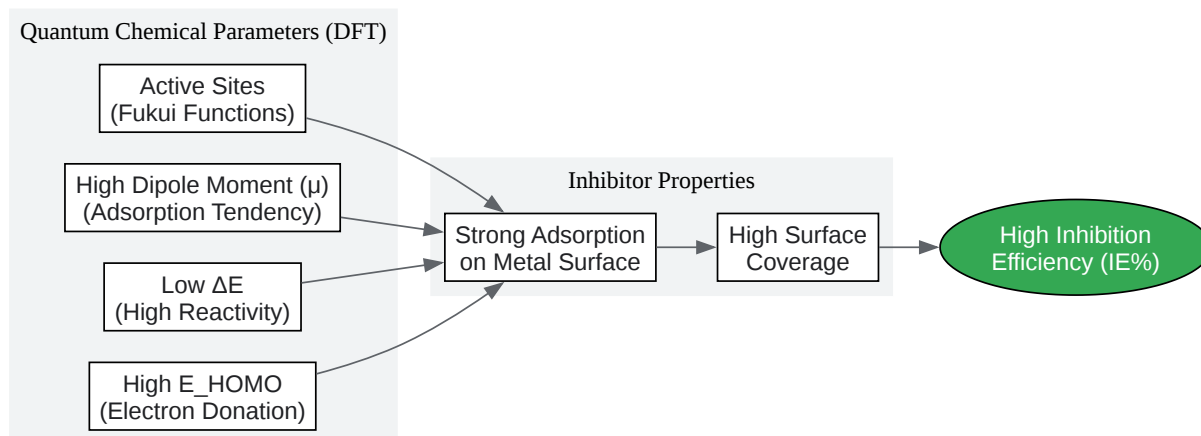 Quantum Chemical Parameters (DFT)
Active Sites
(Fukui Functions)
High Dipole Moment (μ)
(Adsorption Tendency)
Low ΔE
(High Reactivity)
High E_HOMO
(Electron Donation)
Inhibitor Properties
Strong Adsorption
on Metal Surface
High Surface
Coverage
High Inhibition
Efficiency (IE%)